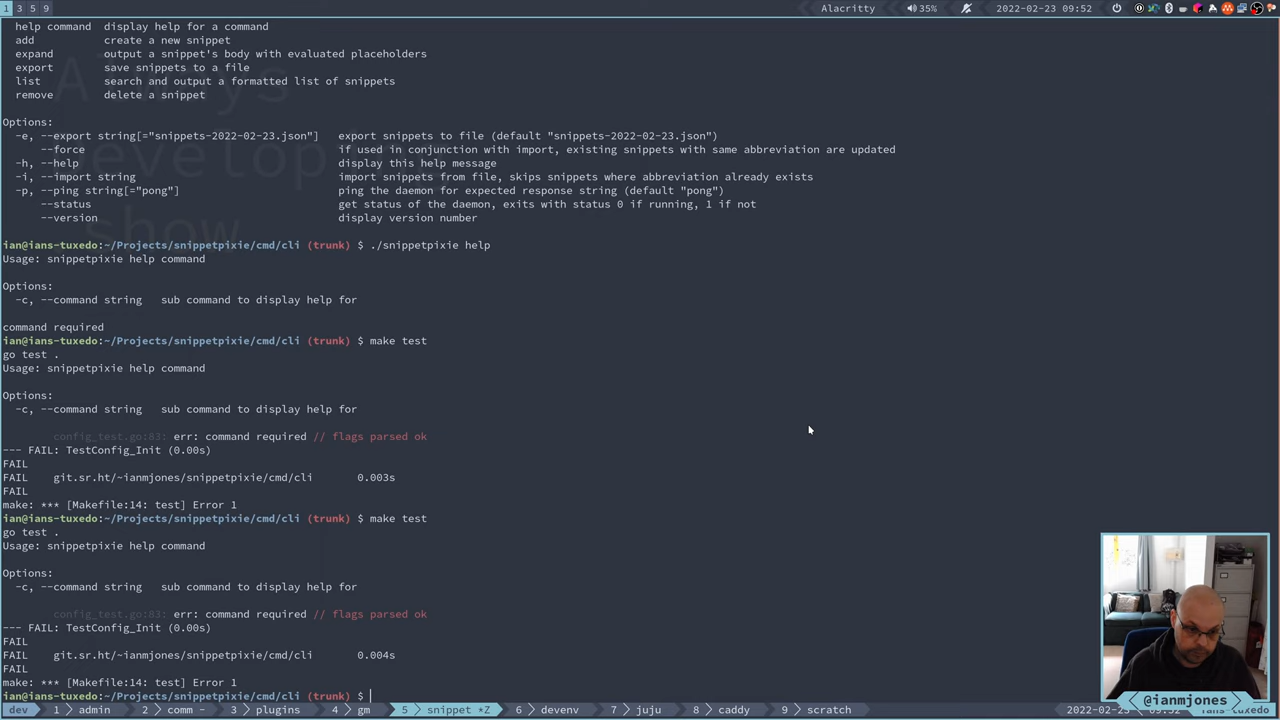 1 3 5 9
Alacritty 35% 2022-02-23 09:52
help command display help for a command
add create a new snippet
expand output a snippet's body with evaluated placeholders
export save snippets to a file
list search and output a formatted list of snippets
remove delete a snippet
Always
develop
show
Options:
-e, --export string[="snippets-2022-02-23.json"] export snippets to file (default "snippets-2022-02-23.json")
--force if used in conjunction with import, existing snippets with same abbreviation are updated
-h, --help display this help message
-i, --import string import snippets from file, skips snippets where abbreviation already exists
-p, --ping string[="pong"] ping the daemon for expected response string (default "pong")
--status get status of the daemon, exits with status 0 if running, 1 if not
--version display version number
ian@ians-tuxedo:~/Projects/snippetpixie/cmd/cli (trunk) $ ./snippetpixie help
Usage: snippetpixie help command
Options:
-c, --command string sub command to display help for
command required
ian@ians-tuxedo:~/Projects/snippetpixie/cmd/cli (trunk) $ make test
go test .
Usage: snippetpixie help command
Options:
-c, --command string sub command to display help for
config_test.go:83: err: command required // flags parsed ok
--- FAIL: TestConfig_Init (0.00s)
FAIL
FAIL git.sr.ht/~ianmjones/snippetpixie/cmd/cli 0.003s
FAIL
make: *** [Makefile:14: test] Error 1
ian@ians-tuxedo:~/Projects/snippetpixie/cmd/cli (trunk) $ make test
go test .
Usage: snippetpixie help command
Options:
-c, --command string sub command to display help for
config_test.go:83: err: command required // flags parsed ok
--- FAIL: TestConfig_Init (0.00s)
FAIL
FAIL git.sr.ht/~ianmjones/snippetpixie/cmd/cli 0.004s
FAIL
make: *** [Makefile:14: test] Error 1
ian@ians-tuxedo:~/Projects/snippetpixie/cmd/cli (trunk) $
@ianmjones
dev 1 admin 2 comm - 3 plugins 4 gm 5 snippet *Z 6 devenv 7 juju 8 caddy 9 scratch 2022-02-23